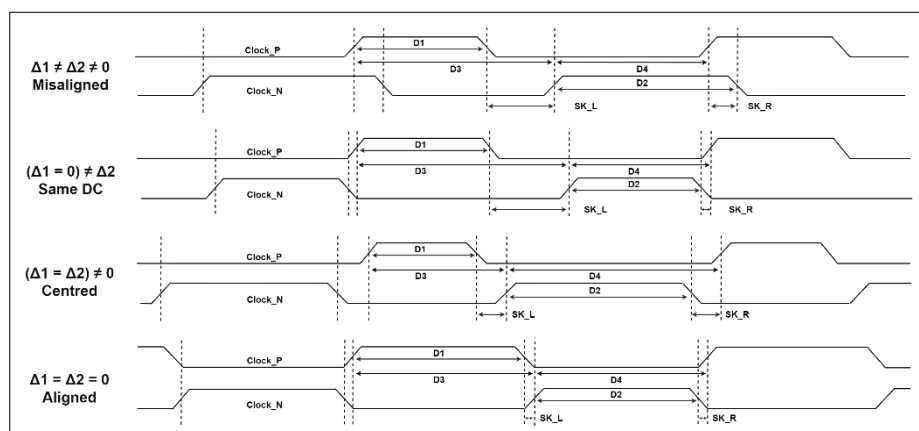 Δ1 ≠ Δ2 ≠ 0
Misaligned
Clock_P
D1
D3
D4
Clock_N
D2
SK_L
SK_R
(Δ1 = 0) ≠ Δ2
Same DC
Clock_P
D1
D3
D4
Clock_N
D2
SK_L
SK_R
(Δ1 = Δ2) ≠ 0
Centred
Clock_P
D1
D3
D4
Clock_N
D2
SK_L
SK_R
Δ1 = Δ2 = 0
Aligned
Clock_P
D1
D3
D4
Clock_N
D2
SK_L
SK_R